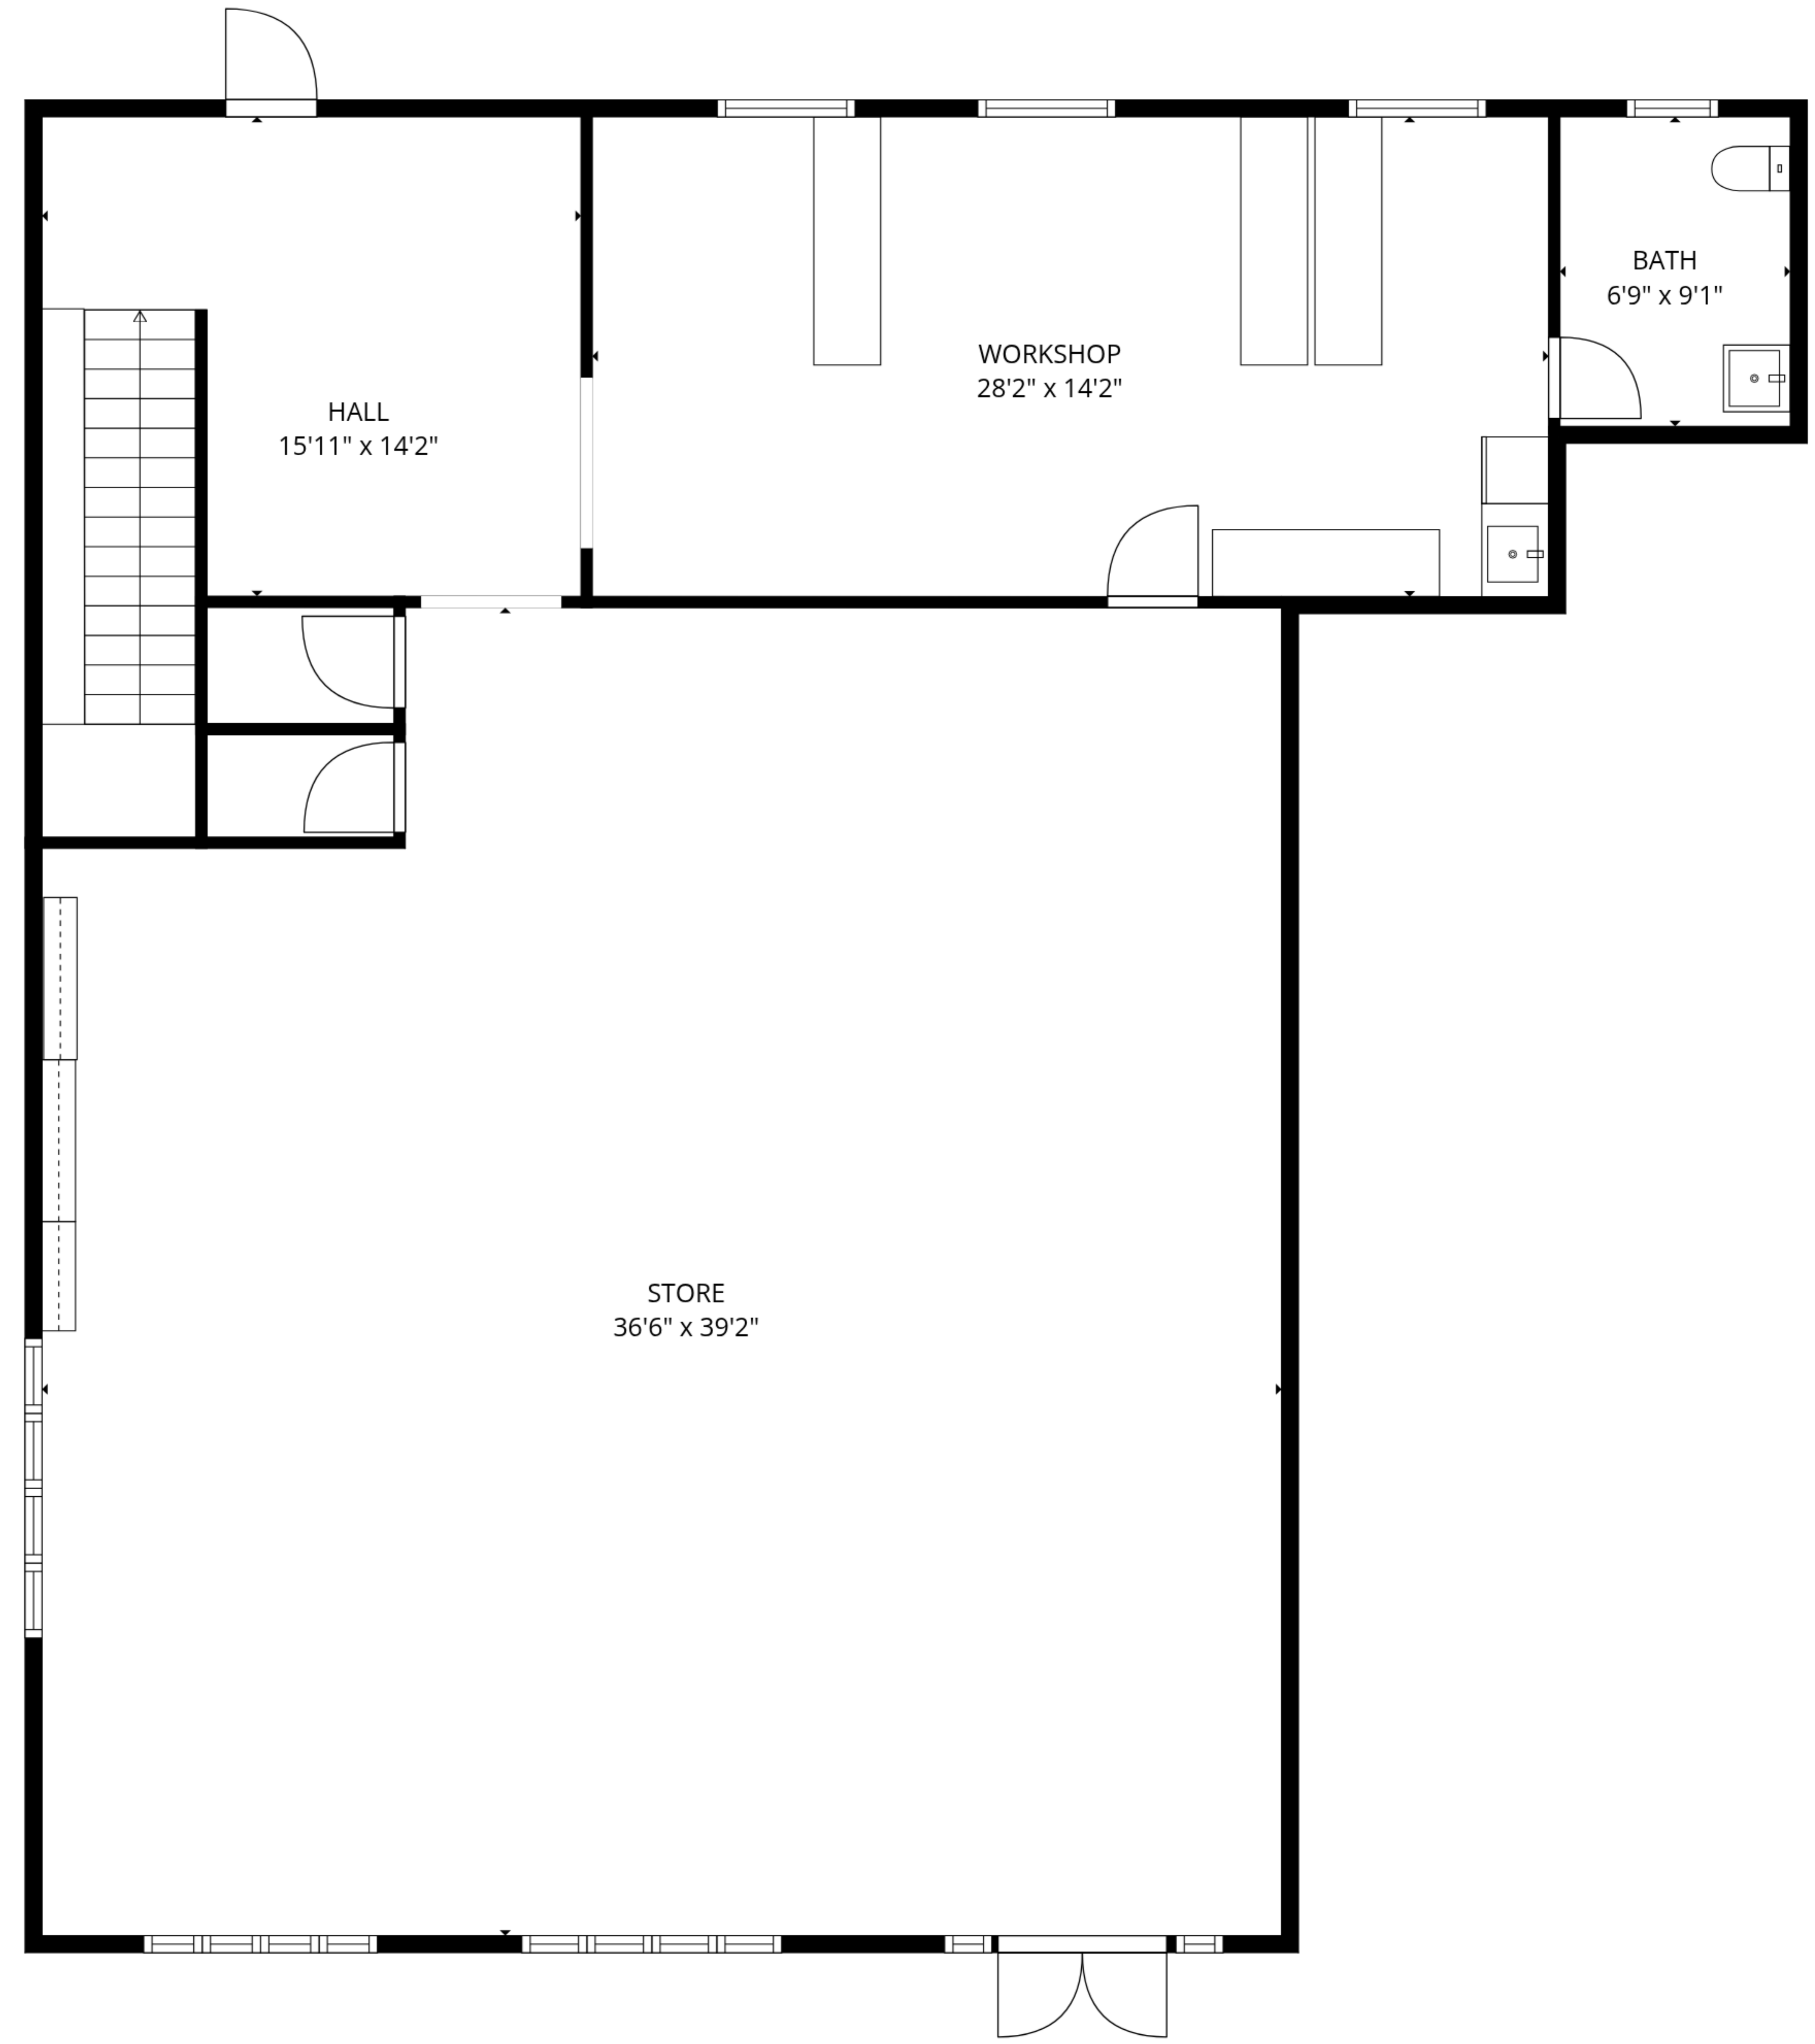 BATH
6'9" x 9'1"
WORKSHOP
28'2" x 14'2"
HALL
15'11" x 14'2"
STORE
36'6" x 39'2"